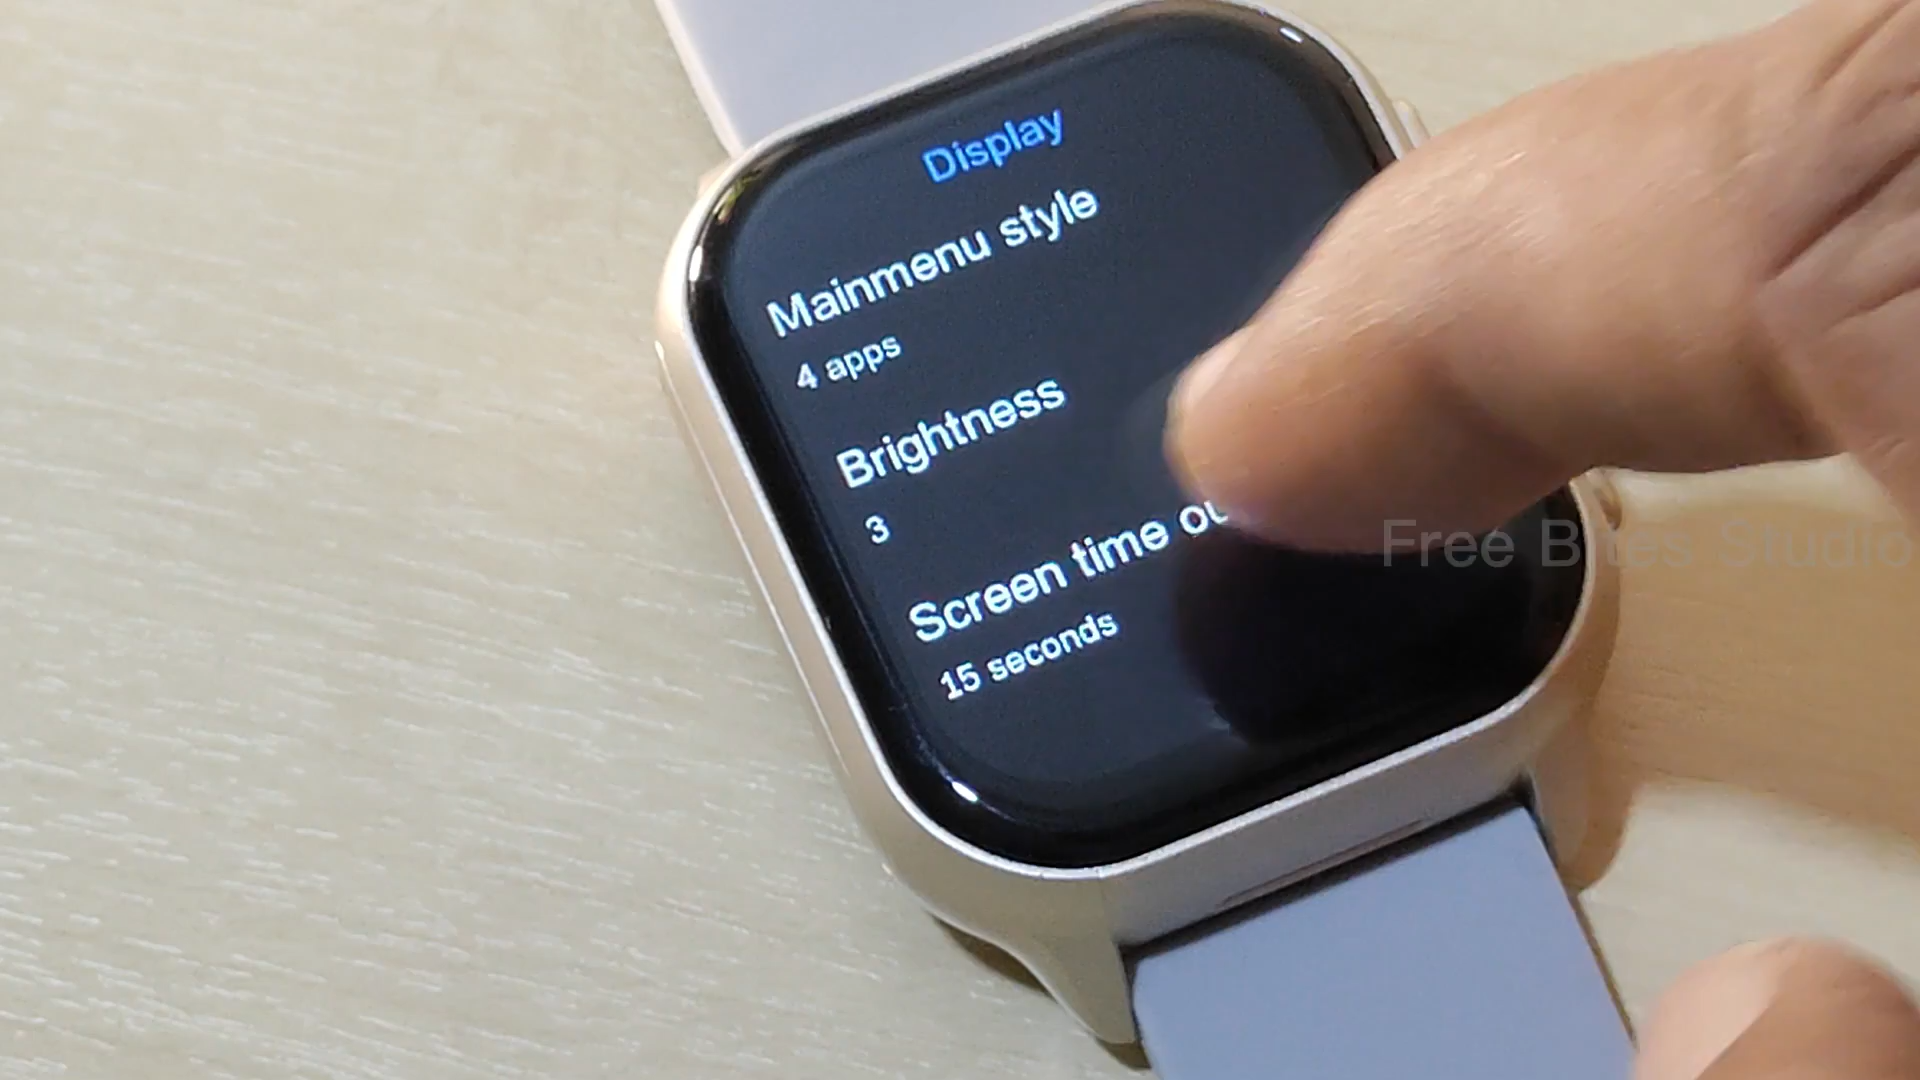 Display
Mainmenu style
4 apps
Brightness
3
Screen time ou
15 seconds
Free Bites Studio